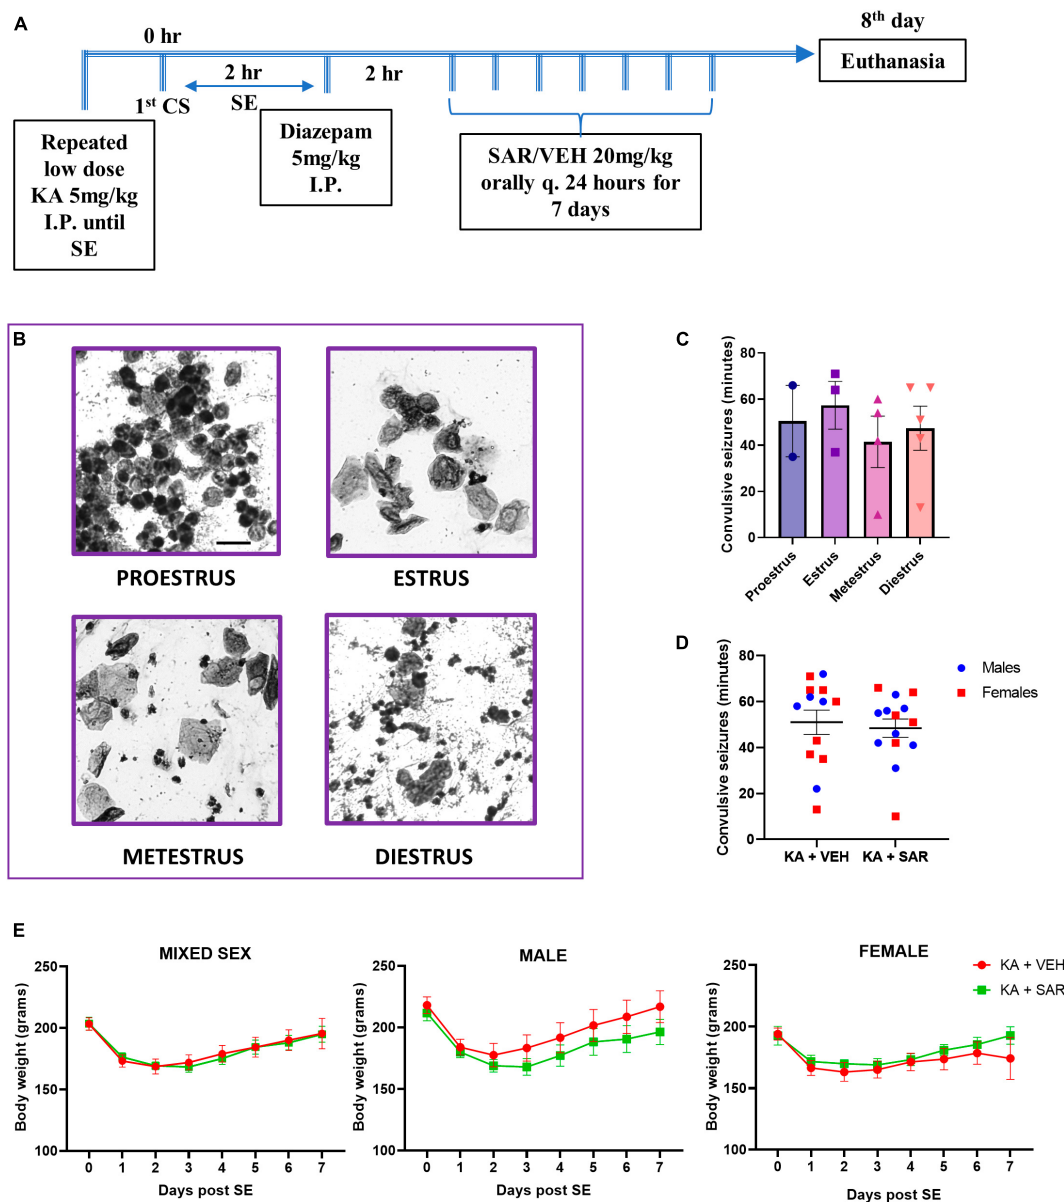 A
0 hr
8th day
Euthanasia
2 hr
2 hr
1st CS
SE
Repeated
low dose
KA 5mg/kg
I.P. until
SE
Diazepam
5mg/kg
I.P.
SAR/VEH 20mg/kg
orally q. 24 hours for
7 days
B
PROESTRUS
ESTRUS
METESTRUS
DIESTRUS
C
Convulsive seizures (minutes)
80
60
40
20
0
Proestrus
Estrus
Metestrus
Diestrus
D
Convulsive seizures (minutes)
80
60
40
20
0
KA + VEH
KA + SAR
Males
Females
E
MIXED SEX
Body weight (grams)
250
200
150
100
0 1 2 3 4 5 6 7
Days post SE
MALE
Body weight (grams)
250
200
150
100
0 1 2 3 4 5 6 7
Days post SE
FEMALE
Body weight (grams)
250
200
150
100
0 1 2 3 4 5 6 7
Days post SE
KA + VEH
KA + SAR